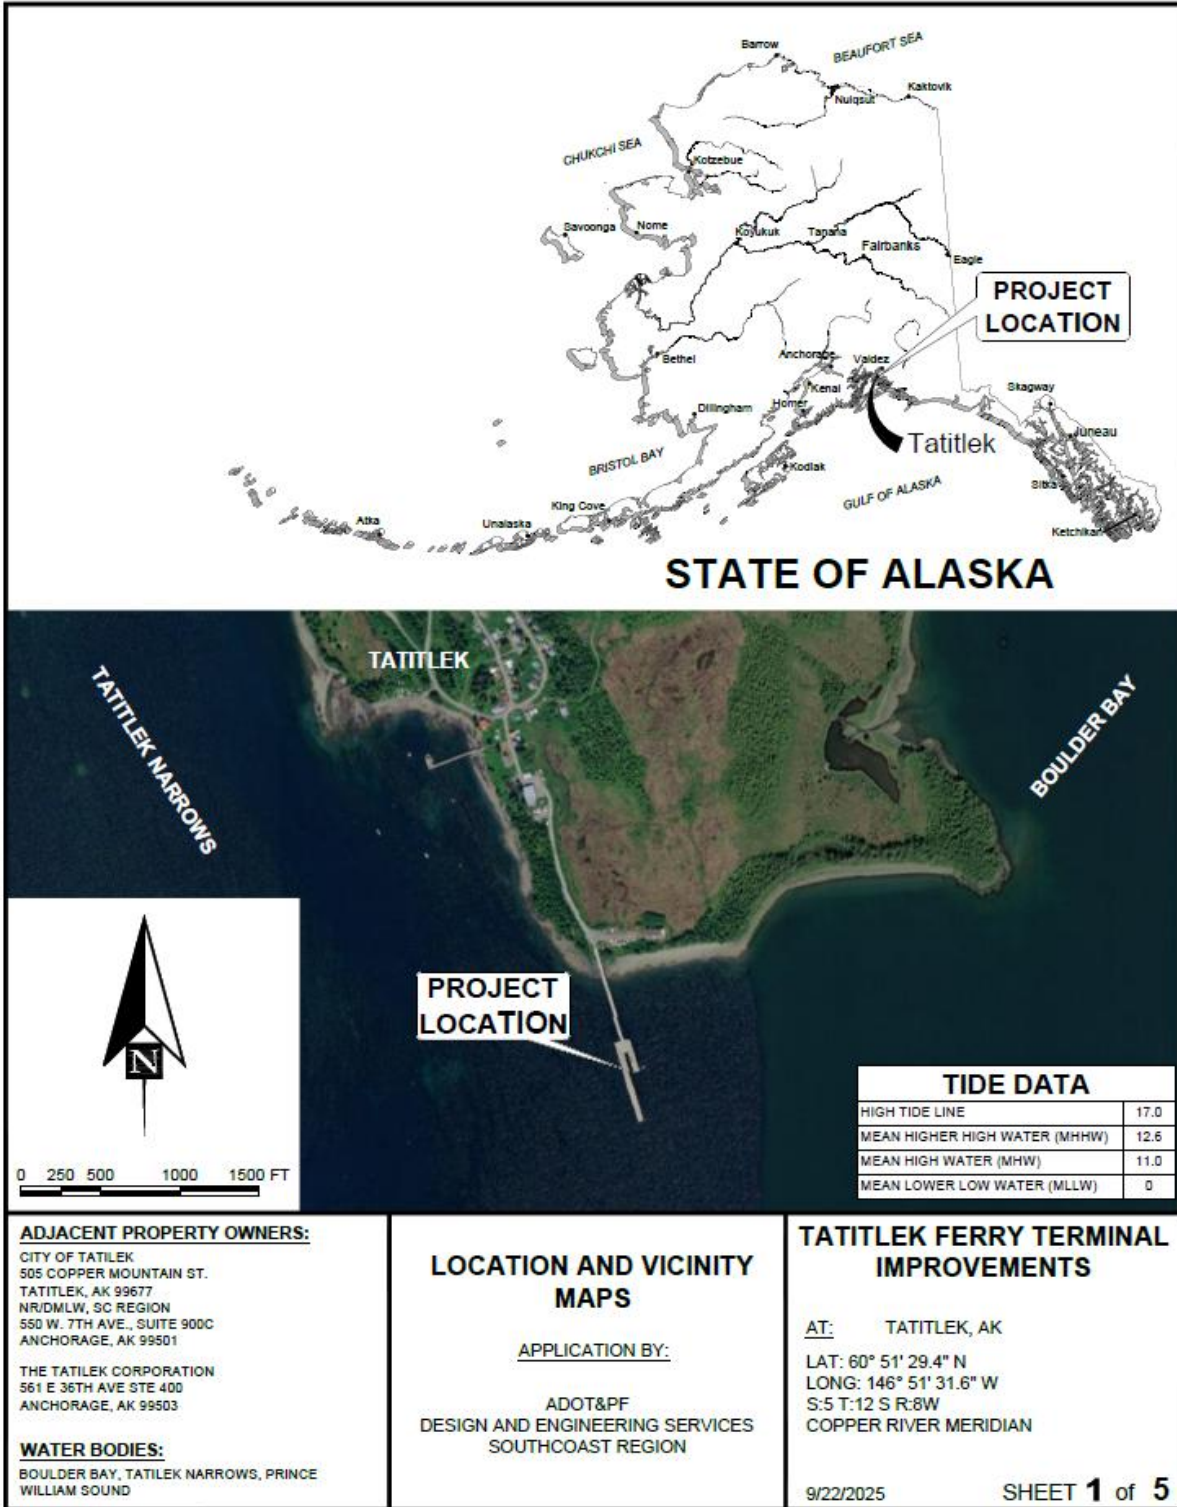 Barrow
BEAUFORT SEA
Nuiqsut
Kaktovik
CHUKCHI SEA
Kotzebue
Savoonga
Nome
Koyukuk
Tanana
Fairbanks
Eagle
PROJECT
LOCATION
Bethel
Anchorage
Valdez
Kenai
Skagway
Dillingham
Homer
Juneau
Tatitlek
BRISTOL BAY
Kodiak
Sitka
GULF OF ALASKA
King Cove
Atka
Unalaska
Ketchikan
STATE OF ALASKA
TATITLEK
TATITLEK NARROWS
BOULDER BAY
PROJECT
LOCATION
N
0 250 500 1000 1500 FT
TIDE DATA
HIGH TIDE LINE 17.0
MEAN HIGHER HIGH WATER (MHHW) 12.6
MEAN HIGH WATER (MHW) 11.0
MEAN LOWER LOW WATER (MLLW) 0
ADJACENT PROPERTY OWNERS:
CITY OF TATILEK
505 COPPER MOUNTAIN ST.
TATITLEK, AK 99677
NR/DMLW, SC REGION
550 W. 7TH AVE., SUITE 900C
ANCHORAGE, AK 99501
THE TATILEK CORPORATION
561 E 36TH AVE STE 400
ANCHORAGE, AK 99503
WATER BODIES:
BOULDER BAY, TATILEK NARROWS, PRINCE
WILLIAM SOUND
LOCATION AND VICINITY
MAPS
APPLICATION BY:
ADOT&PF
DESIGN AND ENGINEERING SERVICES
SOUTHCOAST REGION
TATITLEK FERRY TERMINAL
IMPROVEMENTS
AT: TATITLEK, AK
LAT: 60° 51' 29.4" N
LONG: 146° 51' 31.6" W
S:5 T:12 S R:8W
COPPER RIVER MERIDIAN
9/22/2025
SHEET 1 of 5